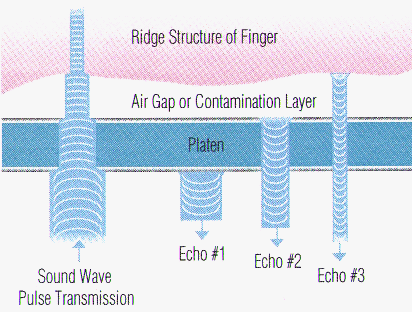 Ridge Structure of Finger
Air Gap or Contamination Layer
Platen
Echo #1
Echo #2
Echo #3
Sound Wave
Pulse Transmission